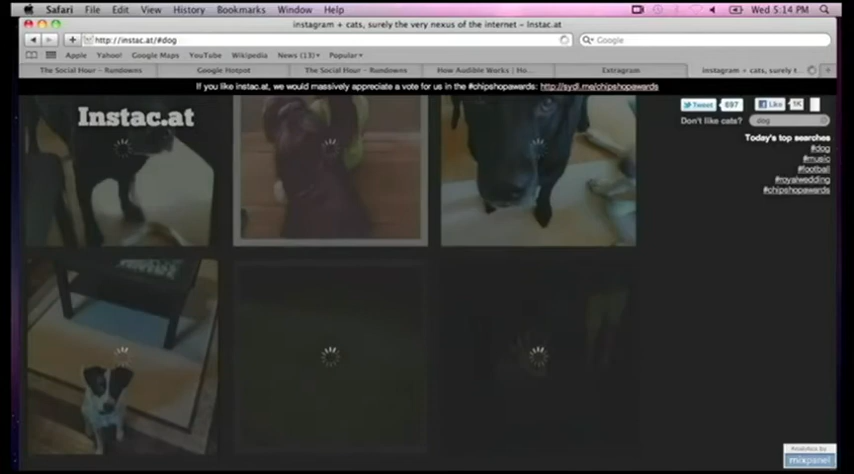 Safari File Edit View History Bookmarks Window Help Wed 5:14 PM
instagram + cats, surely the very nexus of the internet – Instac.at
http://instac.at/#dog Google
Apple Yahoo! Google Maps YouTube Wikipedia News (13) Popular
The Social Hour – Rundowns Google Hotpot The Social Hour – Rundowns How Audible Works | Ho... Extragram instagram + cats, surely the very t...
If you like instac.at, we would massively appreciate a vote for us in the #chipshopawards: http://sydl.me/chipshopawards
Instac.at
Tweet 697 Like 1K
Don't like cats? dog
Today's top searches
#dog
#music
#football
#royalwedding
#chipshopawards
mixpanel